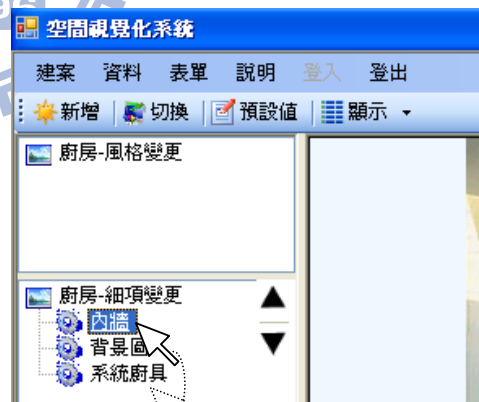 空間視覺化系統
建案 資料 表單 說明 登入 登出
新增 切換 預設值 顯示
廚房-風格變更
廚房-細項變更
內牆
背景圖
系統廚具